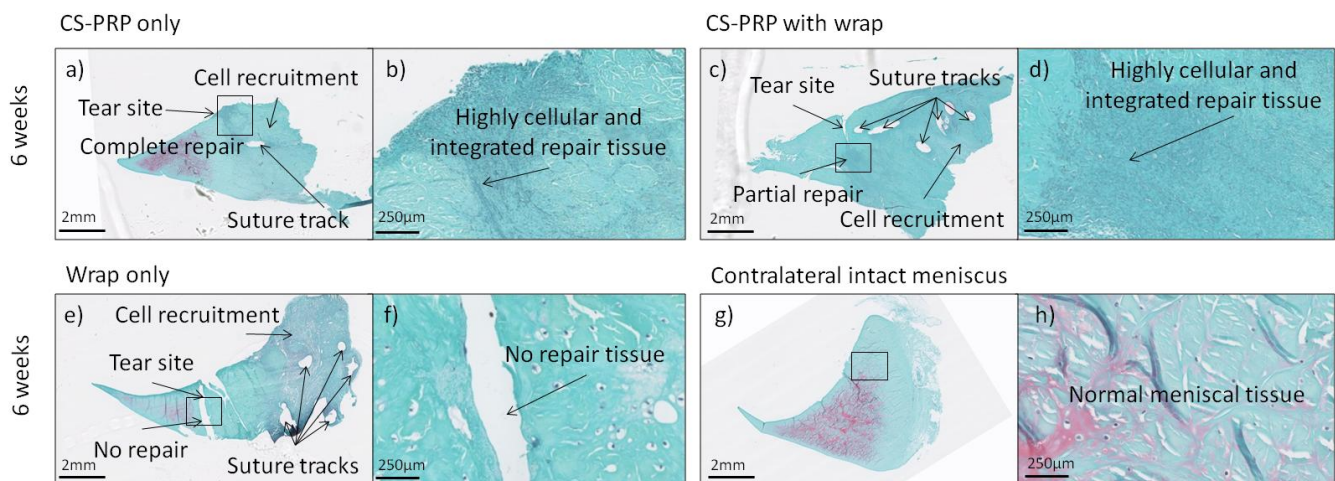 CS-PRP only
CS-PRP with wrap
6 weeks
a)
Cell recruitment
Tear site
Complete repair
Suture track
2mm
b)
Highly cellular and
integrated repair tissue
250µm
c)
Suture tracks
Tear site
Partial repair
Cell recruitment
2mm
d)
Highly cellular and
integrated repair tissue
250µm
Wrap only
Contralateral intact meniscus
6 weeks
e)
Cell recruitment
Tear site
No repair
Suture tracks
2mm
f)
No repair tissue
250µm
g)
2mm
h)
Normal meniscal tissue
250µm